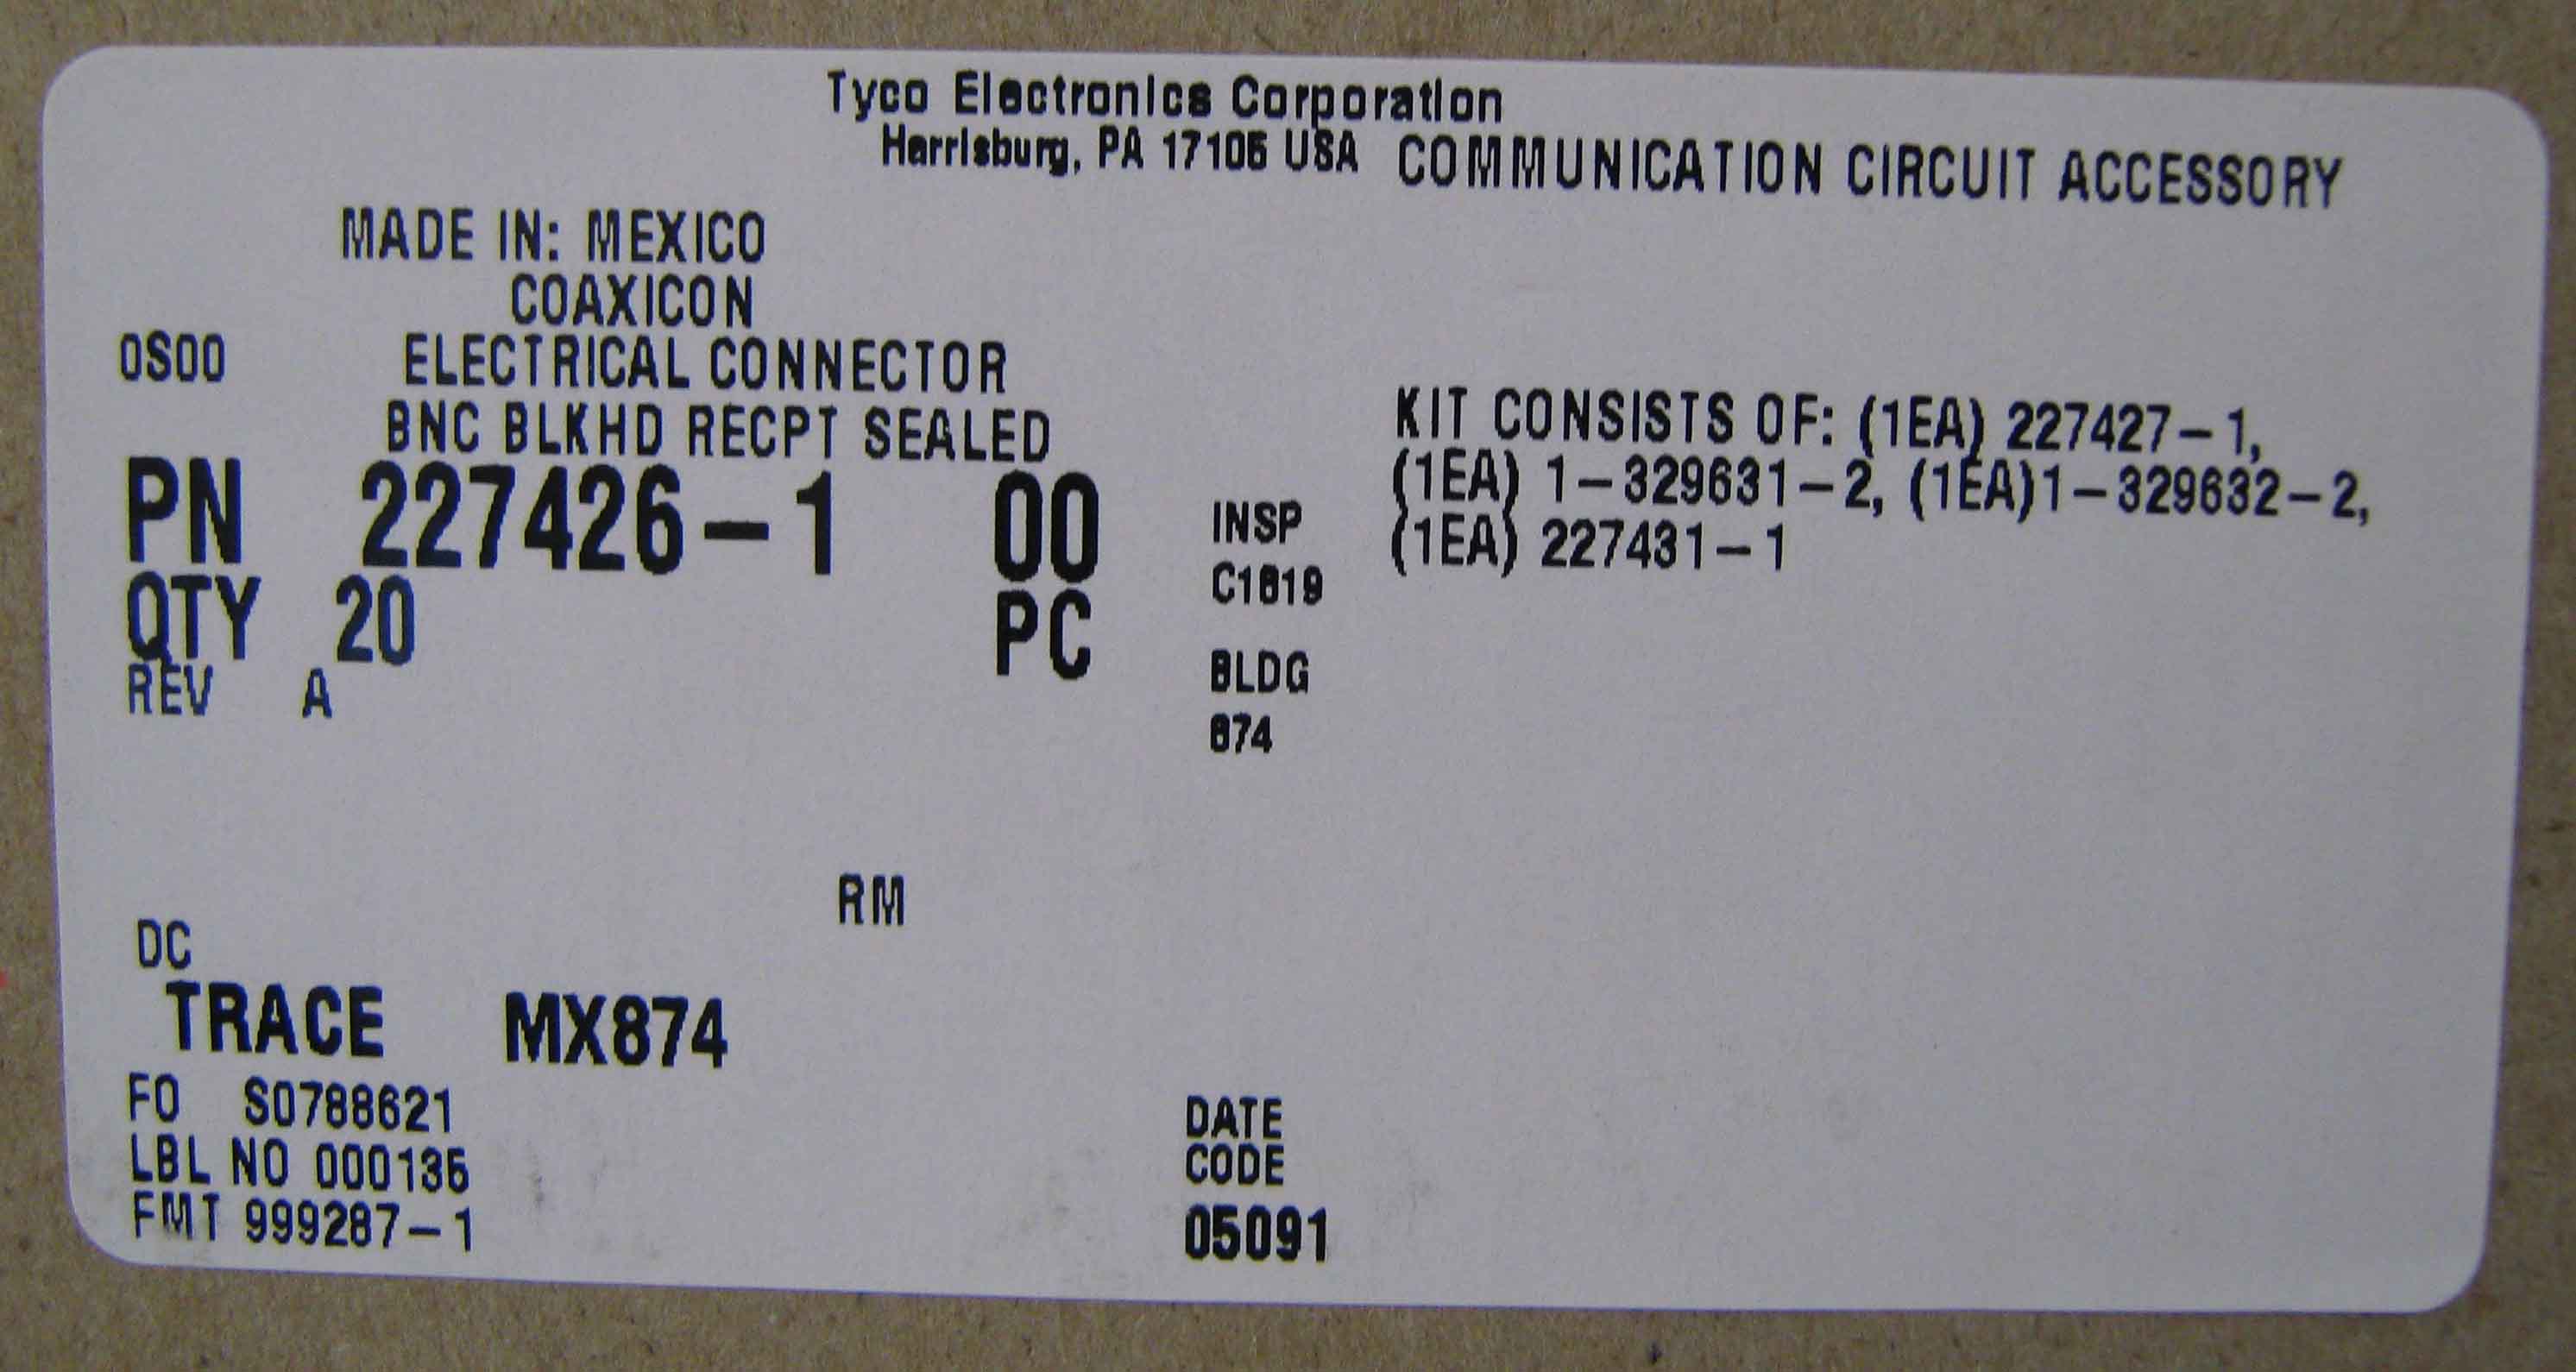 Tyco Electronics Corporation
Harrisburg, PA 17105 USA
COMMUNICATION CIRCUIT ACCESSORY
MADE IN: MEXICO
COAXICON
0S00
ELECTRICAL CONNECTOR
BNC BLKHD RECPT SEALED
PN 227426-1 00
QTY 20 PC
REV A
INSP
C1819
BLDG
874
KIT CONSISTS OF: (1EA) 227427-1,
(1EA) 1-329631-2, (1EA)1-329632-2,
(1EA) 227431-1
RM
DC
TRACE MX874
FO S0788621
LBL NO 000135
FMT 999287-1
DATE
CODE
05091